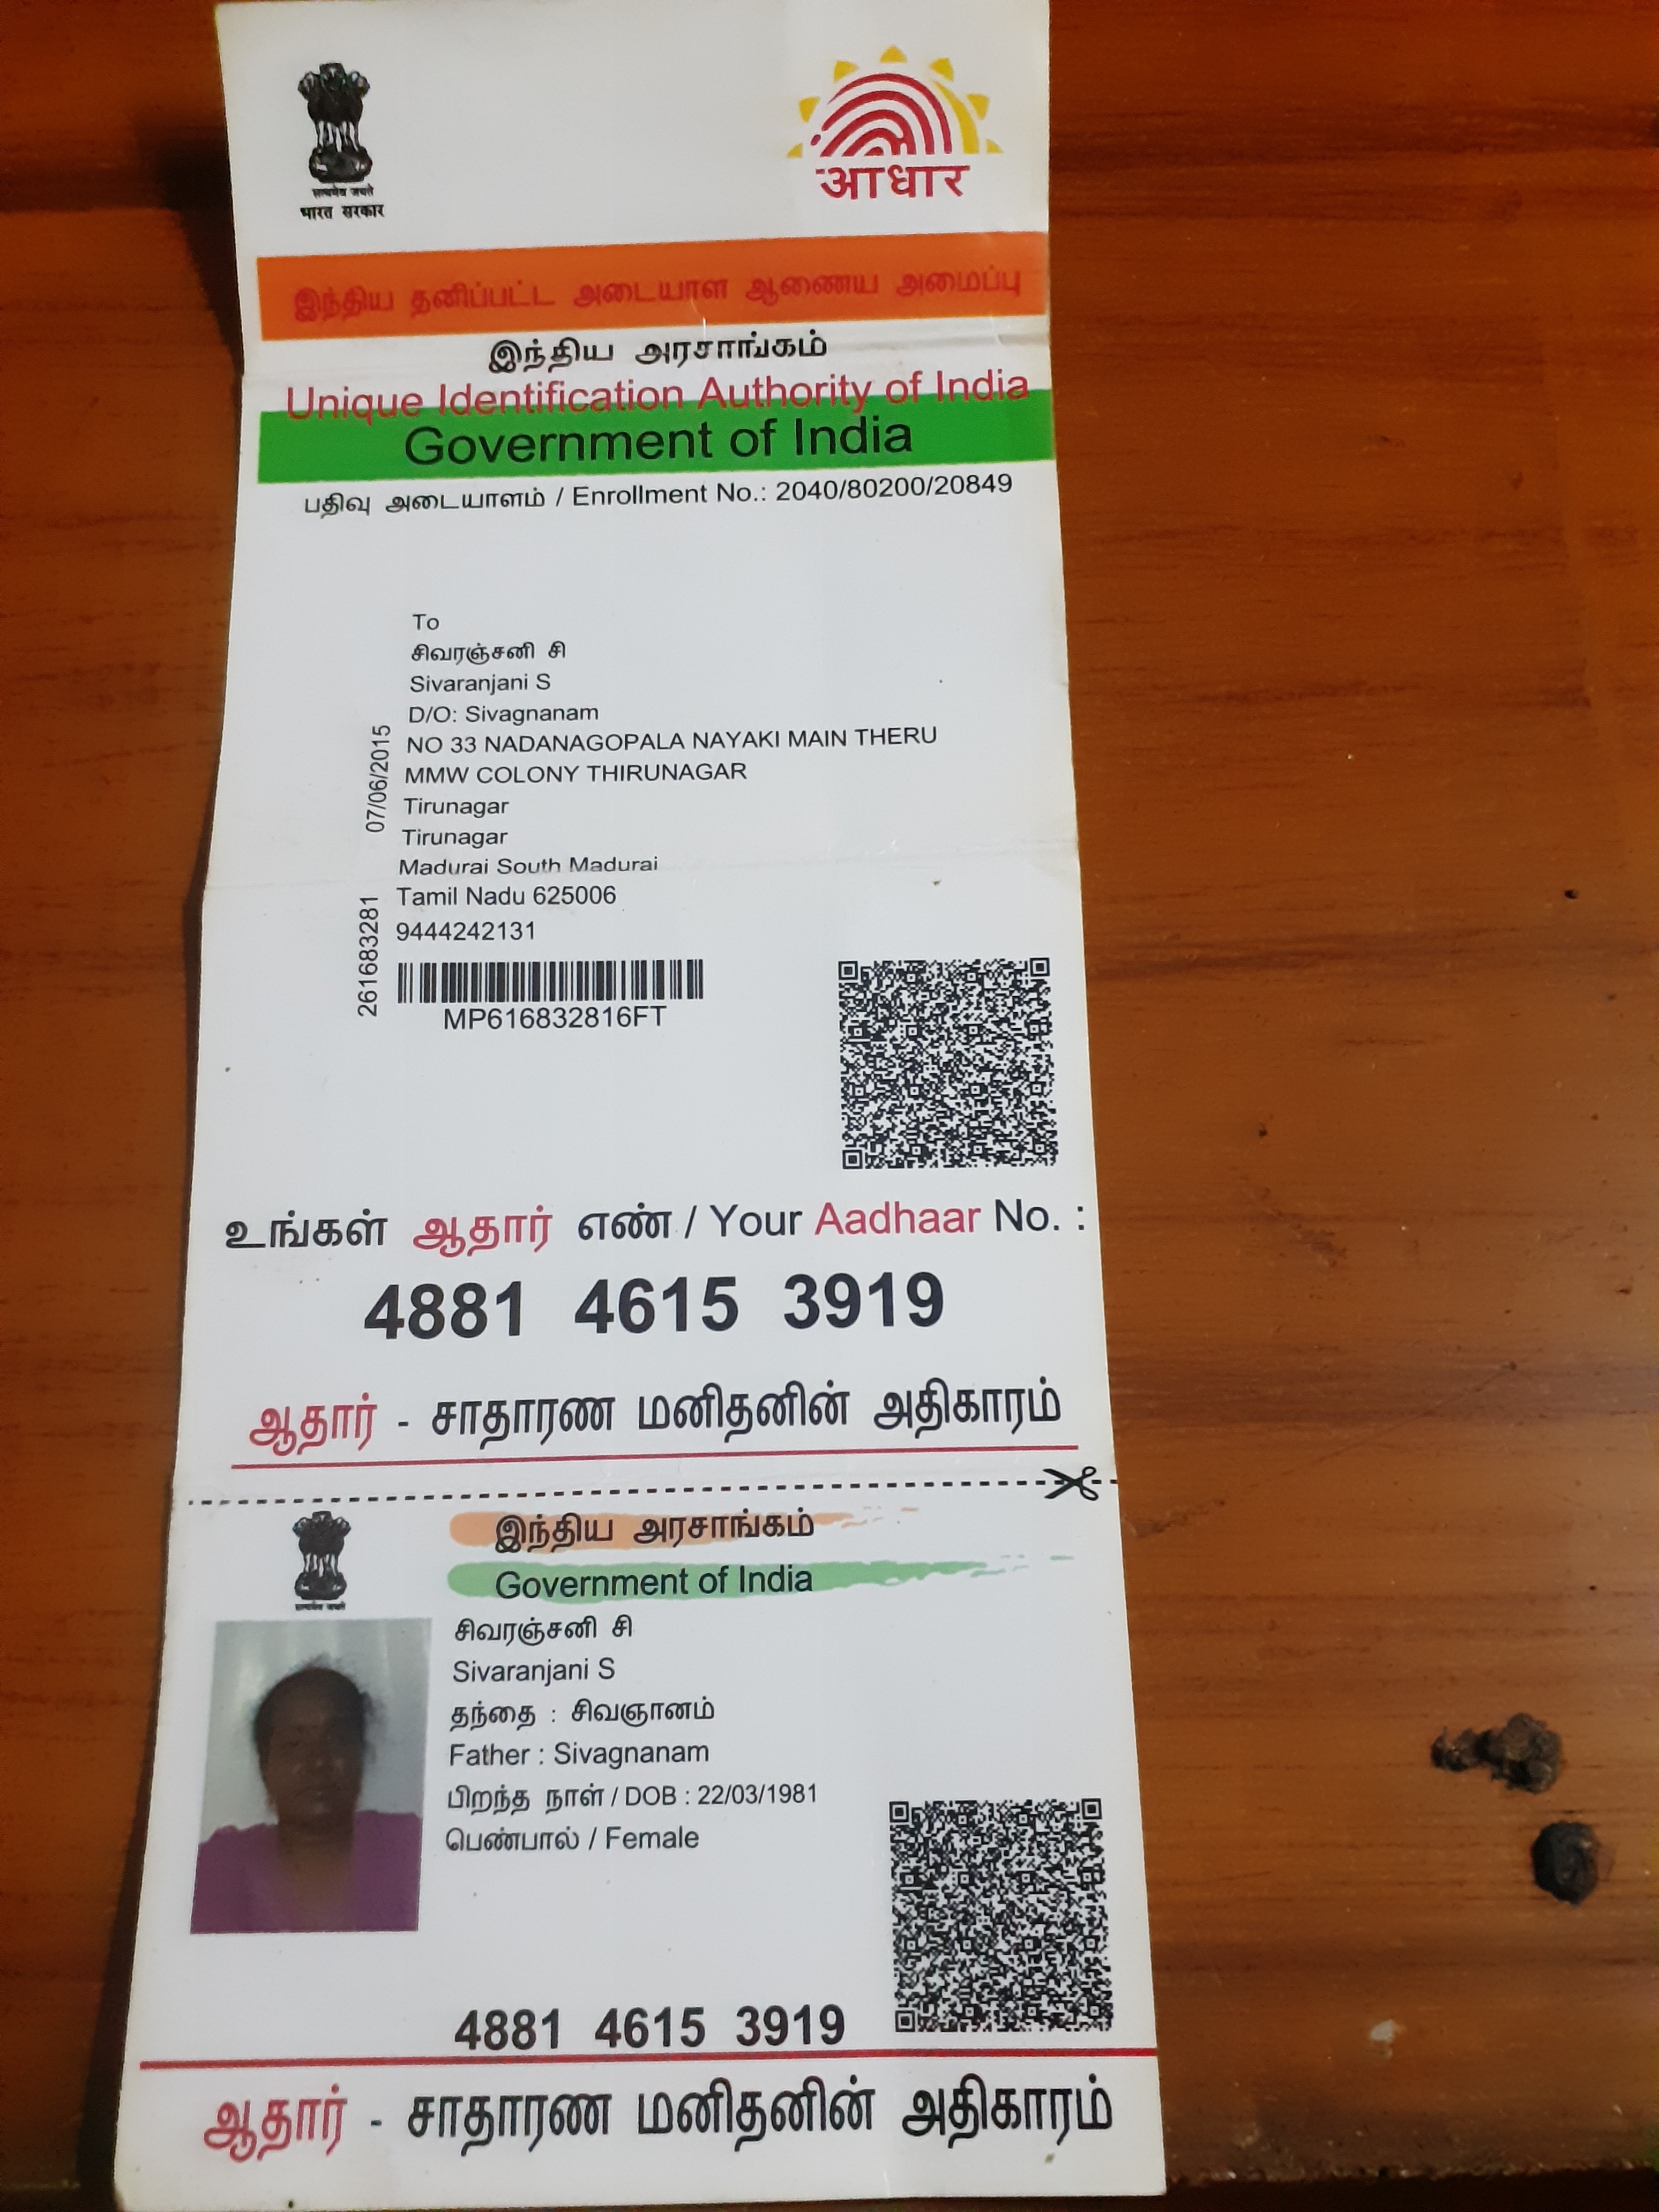 सत्यमेव जयते
भारत सरकार
आधार
இந்திய தனிப்பட்ட அடையாள ஆணைய அமைப்பு
இந்திய அரசாங்கம்
Unique Identification Authority of India
Government of India
பதிவு அடையாளம் / Enrollment No.: 2040/80200/20849
To
சிவரஞ்சனி சி
Sivaranjani S
D/O: Sivagnanam
NO 33 NADANAGOPALA NAYAKI MAIN THERU
MMW COLONY THIRUNAGAR
Tirunagar
Tirunagar
Madurai South Madurai
Tamil Nadu 625006
9444242131
07/06/2015
261683281
MP616832816FT
உங்கள் ஆதார் எண் / Your Aadhaar No. :
4881 4615 3919
ஆதார் - சாதாரண மனிதனின் அதிகாரம்
सत्यमेव जयते
இந்திய அரசாங்கம்
Government of India
சிவரஞ்சனி சி
Sivaranjani S
தந்தை : சிவஞானம்
Father : Sivagnanam
பிறந்த நாள் / DOB : 22/03/1981
பெண்பால் / Female
4881 4615 3919
ஆதார் - சாதாரண மனிதனின் அதிகாரம்